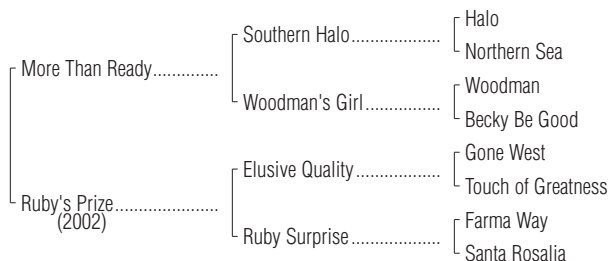 Halo
Southern Halo
Northern Sea
More Than Ready
Woodman
Woodman's Girl
Becky Be Good
Gone West
Elusive Quality
Touch of Greatness
Ruby's Prize
(2002)
Farma Way
Ruby Surprise
Santa Rosalia